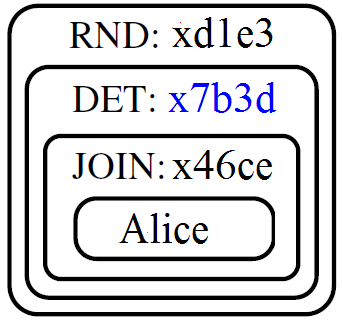 RND: xd1e3
DET: x7b3d
JOIN: x46ce
Alice